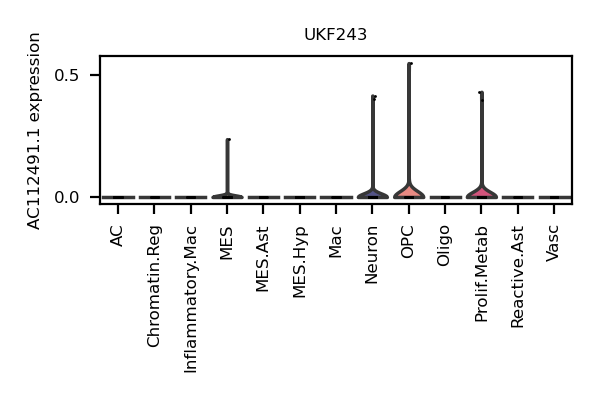 UKF243
AC112491.1 expression
0.5
0.0
AC
Chromatin.Reg
Inflammatory.Mac
MES
MES.Ast
MES.Hyp
Mac
Neuron
OPC
Oligo
Prolif.Metab
Reactive.Ast
Vasc